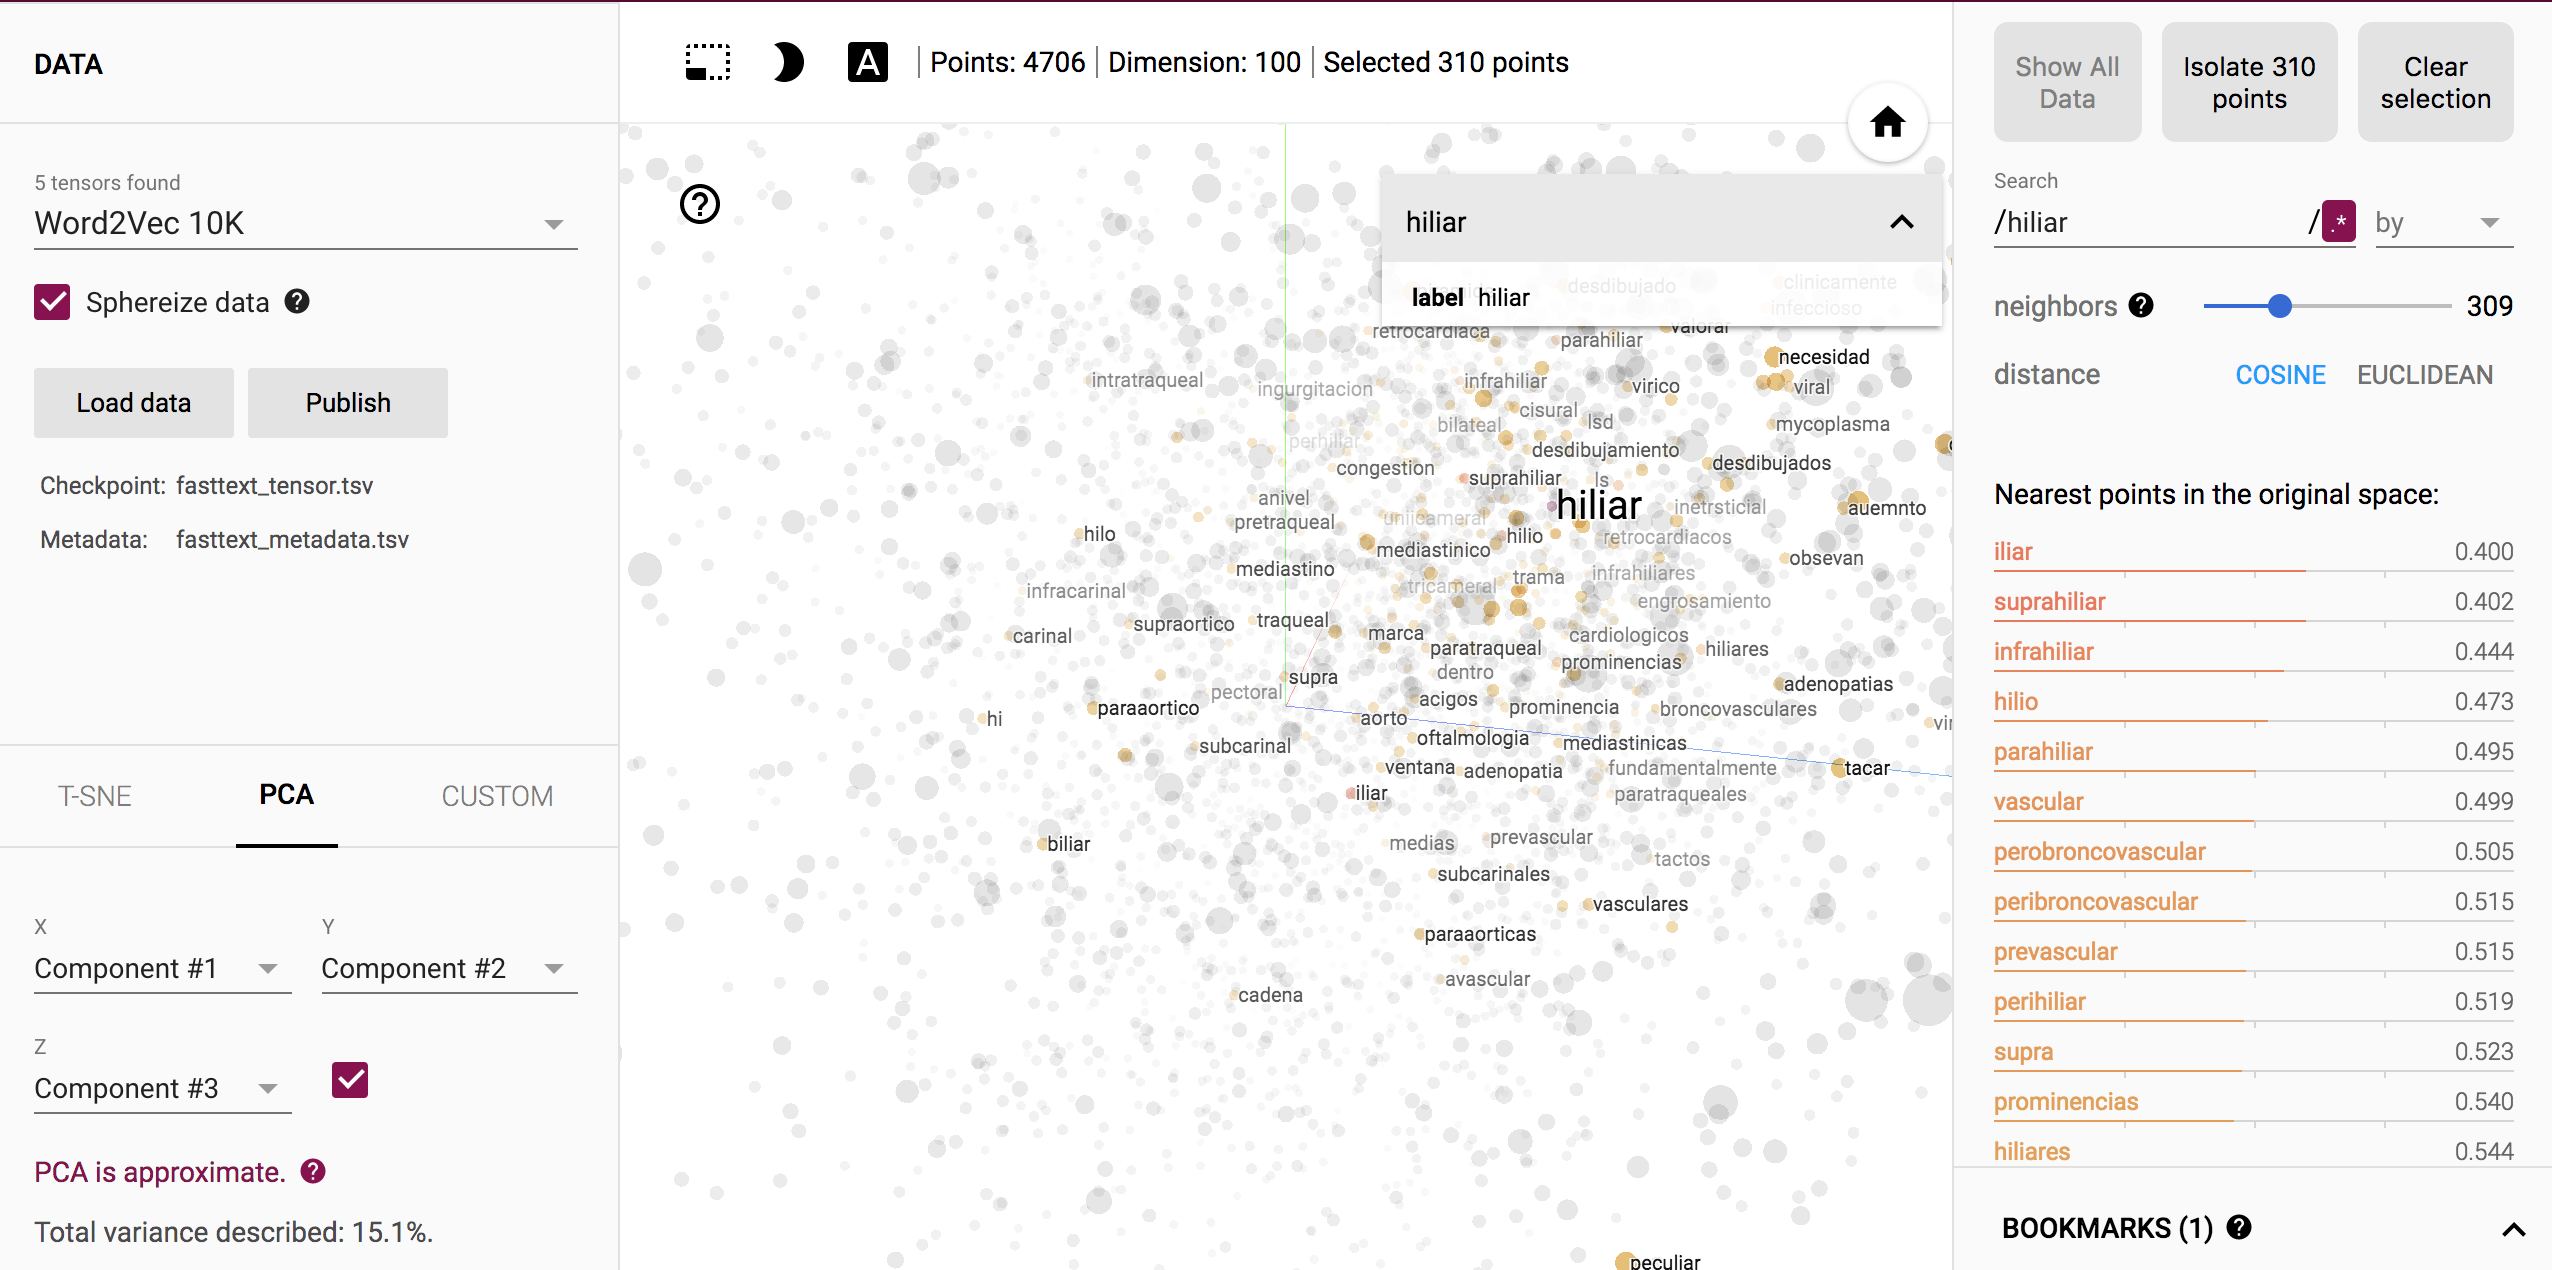 DATA
5 tensors found
Word2Vec 10K
Sphereize data
Load data
Publish
Checkpoint: fasttext_tensor.tsv
Metadata: fasttext_metadata.tsv
T-SNE
PCA
CUSTOM
X
Y
Component #1
Component #2
Z
Component #3
PCA is approximate.
Total variance described: 15.1%.
A
Points: 4706
Dimension: 100
Selected 310 points
hiliar
label hiliar
desdibujado
clinicamente
infeccioso
retrocardiaca
valorar
parahiliar
necesidad
intratraqueal
ingurgitacion
infrahiliar
virico
viral
cisural
bilateal
lsd
mycoplasma
perhiliar
desdibujamiento
congestion
desdibujados
suprahiliar
ls
anivel
hiliar
inetrsticial
auemnto
pretraqueal
uniicameral
hilo
hilio
retrocardiacos
mediastinico
obsevan
mediastino
trama
infrahiliares
infracarinal
tricameral
engrosamiento
supraortico
traqueal
carinal
marca
cardiologicos
paratraqueal
hiliares
prominencias
dentro
supra
adenopatias
pectoral
acigos
paraaortico
prominencia
broncovasculares
hi
aorto
subcarinal
oftalmologia
mediastinicas
ventana
adenopatia
fundamentalmente
tacar
iliar
paratraqueales
biliar
medias
prevascular
tactos
subcarinales
vasculares
paraaorticas
avascular
cadena
peculiar
Show All Data
Isolate 310 points
Clear selection
Search
/hiliar
/ .* by
neighbors
309
distance
COSINE
EUCLIDEAN
Nearest points in the original space:
iliar 0.400
suprahiliar 0.402
infrahiliar 0.444
hilio 0.473
parahiliar 0.495
vascular 0.499
perobroncovascular 0.505
peribroncovascular 0.515
prevascular 0.515
perihiliar 0.519
supra 0.523
prominencias 0.540
hiliares 0.544
BOOKMARKS (1)